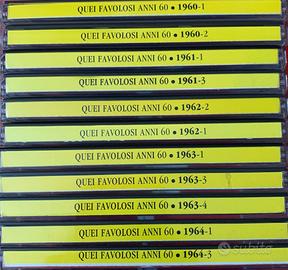 QUEI FAVOLOSI ANNI 60 • 1960-1
QUEI FAVOLOSI ANNI 60 • 1960-2
QUEI FAVOLOSI ANNI 60 • 1961-1
QUEI FAVOLOSI ANNI 60 • 1961-3
QUEI FAVOLOSI ANNI 60 • 1962-2
QUEI FAVOLOSI ANNI 60 • 1962-1
QUEI FAVOLOSI ANNI 60 • 1963-1
QUEI FAVOLOSI ANNI 60 • 1963-3
QUEI FAVOLOSI ANNI 60 • 1963-4
QUEI FAVOLOSI ANNI 60 • 1964-1
QUEI FAVOLOSI ANNI 60 • 1964-3
subito